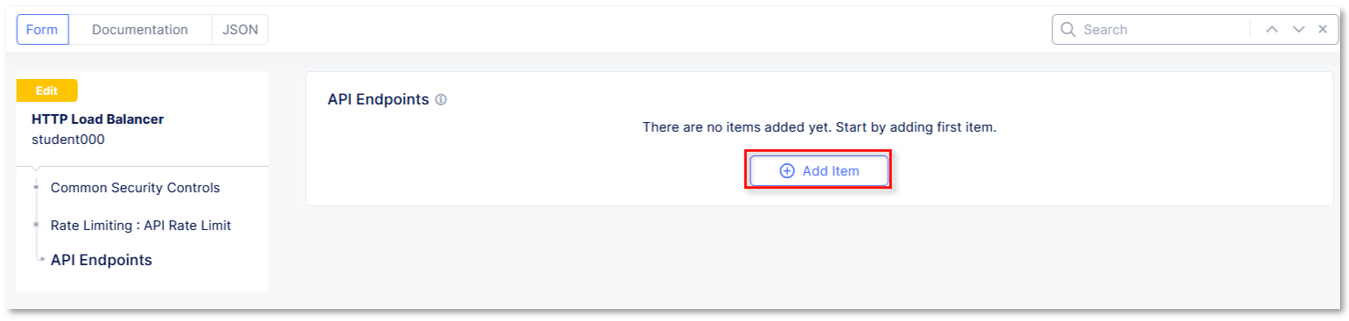 Form Documentation JSON
Search
Edit
HTTP Load Balancer
student000
Common Security Controls
Rate Limiting : API Rate Limit
API Endpoints
API Endpoints
There are no items added yet. Start by adding first item.
Add Item